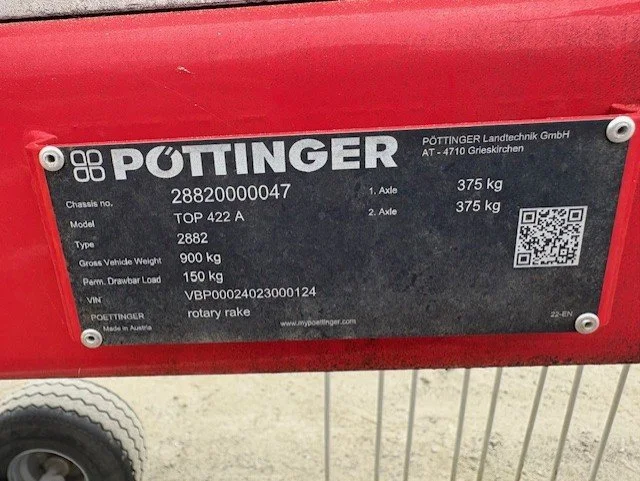 PÖTTINGER
PÖTTINGER Landtechnik GmbH
AT - 4710 Grieskirchen
Chassis no. 28820000047 1. Axle 375 kg
Model TOP 422 A 2. Axle 375 kg
Type 2882
Gross Vehicle Weight 900 kg
Perm. Drawbar Load 150 kg
VIN VBP00024023000124
POETTINGER rotary rake
Made in Austria
www.mypoettinger.com
22-EN